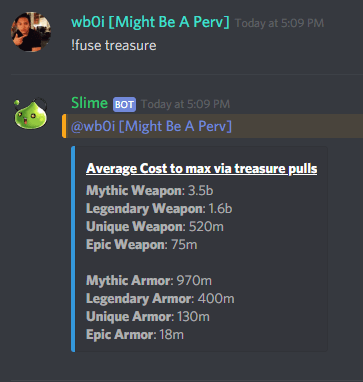 wb0i [Might Be A Perv] Today at 5:09 PM
!fuse treasure
Slime BOT Today at 5:09 PM
@wb0i [Might Be A Perv]
Average Cost to max via treasure pulls
Mythic Weapon: 3.5b
Legendary Weapon: 1.6b
Unique Weapon: 520m
Epic Weapon: 75m
Mythic Armor: 970m
Legendary Armor: 400m
Unique Armor: 130m
Epic Armor: 18m